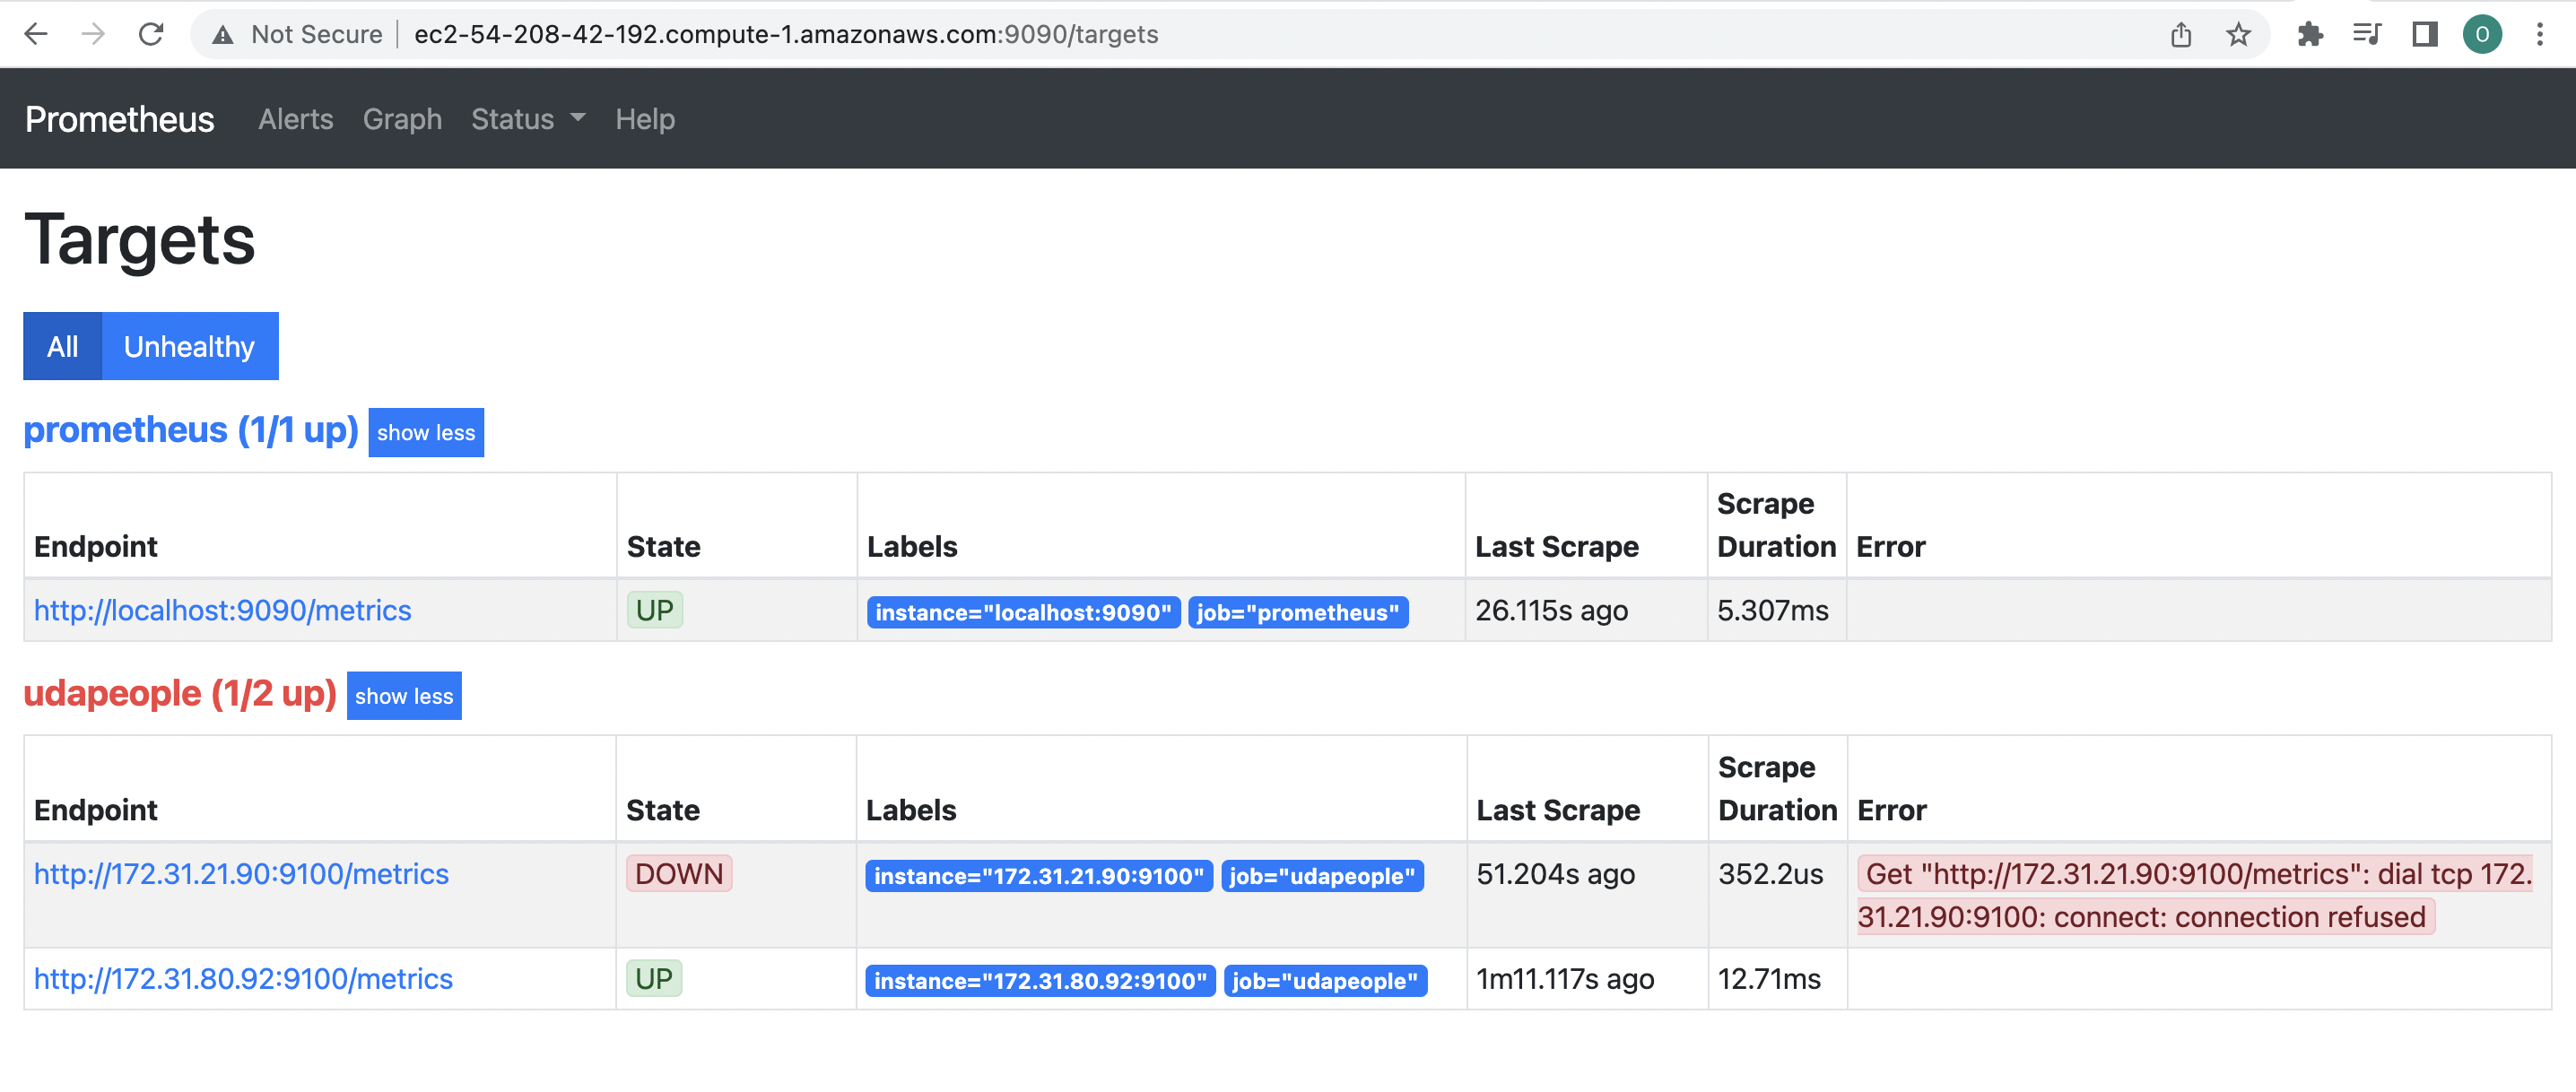 Not Secure ec2-54-208-42-192.compute-1.amazonaws.com:9090/targets O
Prometheus Alerts Graph Status Help
Targets
All Unhealthy
prometheus (1/1 up) show less
Endpoint State Labels Last Scrape Scrape Duration Error
http://localhost:9090/metrics UP instance="localhost:9090" job="prometheus" 26.115s ago 5.307ms
udapeople (1/2 up) show less
Endpoint State Labels Last Scrape Scrape Duration Error
http://172.31.21.90:9100/metrics DOWN instance="172.31.21.90:9100" job="udapeople" 51.204s ago 352.2us Get "http://172.31.21.90:9100/metrics": dial tcp 172.
31.21.90:9100: connect: connection refused
http://172.31.80.92:9100/metrics UP instance="172.31.80.92:9100" job="udapeople" 1m11.117s ago 12.71ms